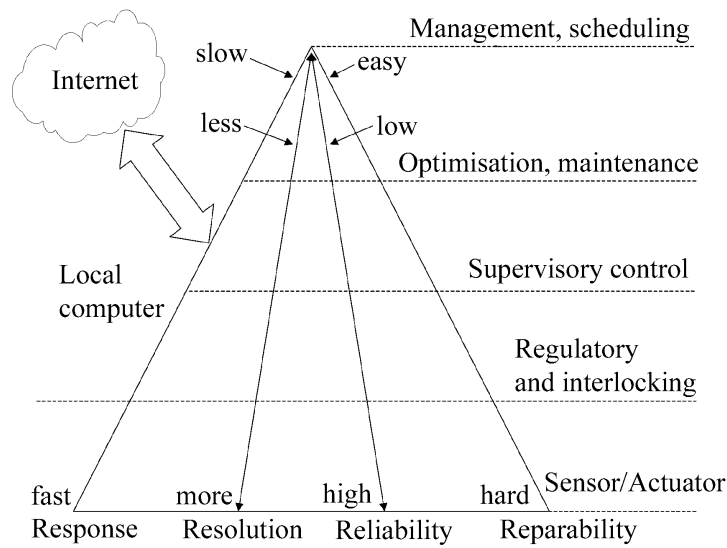 Management, scheduling
slow
easy
Internet
less
low
Optimisation, maintenance
Local
computer
Supervisory control
Regulatory
and interlocking
fast
more
high
hard
Sensor/Actuator
Response
Resolution
Reliability
Reparability